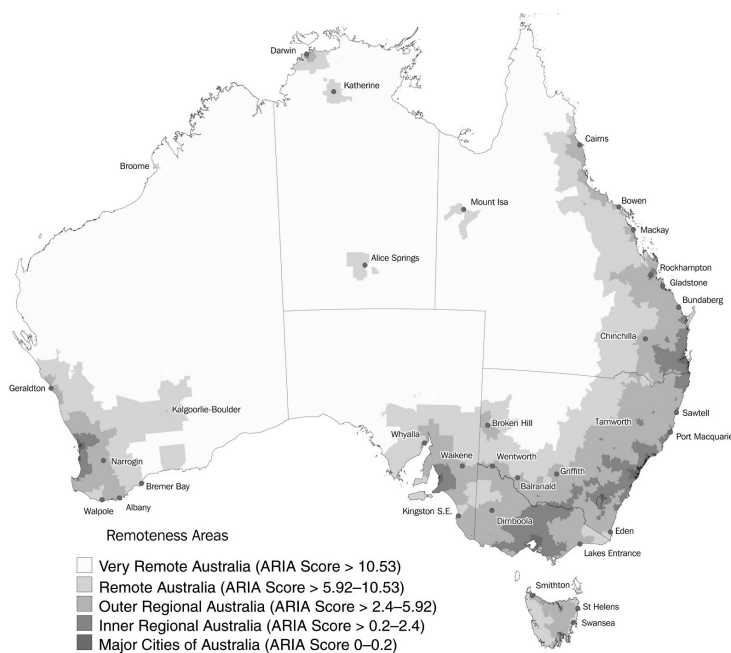 Darwin
Katherine
Cairns
Broome
Mount Isa
Bowen
Mackay
Alice Springs
Rockhampton
Gladstone
Bundaberg
Chinchilla
Geraldton
Kalgoorlie-Boulder
Sawtell
Broken Hill
Tamworth
Whyalla
Port Macquarie
Narrogin
Waikerie
Wentworth
Griffith
Bremer Bay
Balranald
Walpole
Albany
Kingston S.E.
Dimboola
Eden
Lakes Entrance
Smithton
St Helens
Swansea
Remoteness Areas
Very Remote Australia (ARIA Score > 10.53)
Remote Australia (ARIA Score > 5.92–10.53)
Outer Regional Australia (ARIA Score > 2.4–5.92)
Inner Regional Australia (ARIA Score > 0.2–2.4)
Major Cities of Australia (ARIA Score 0–0.2)